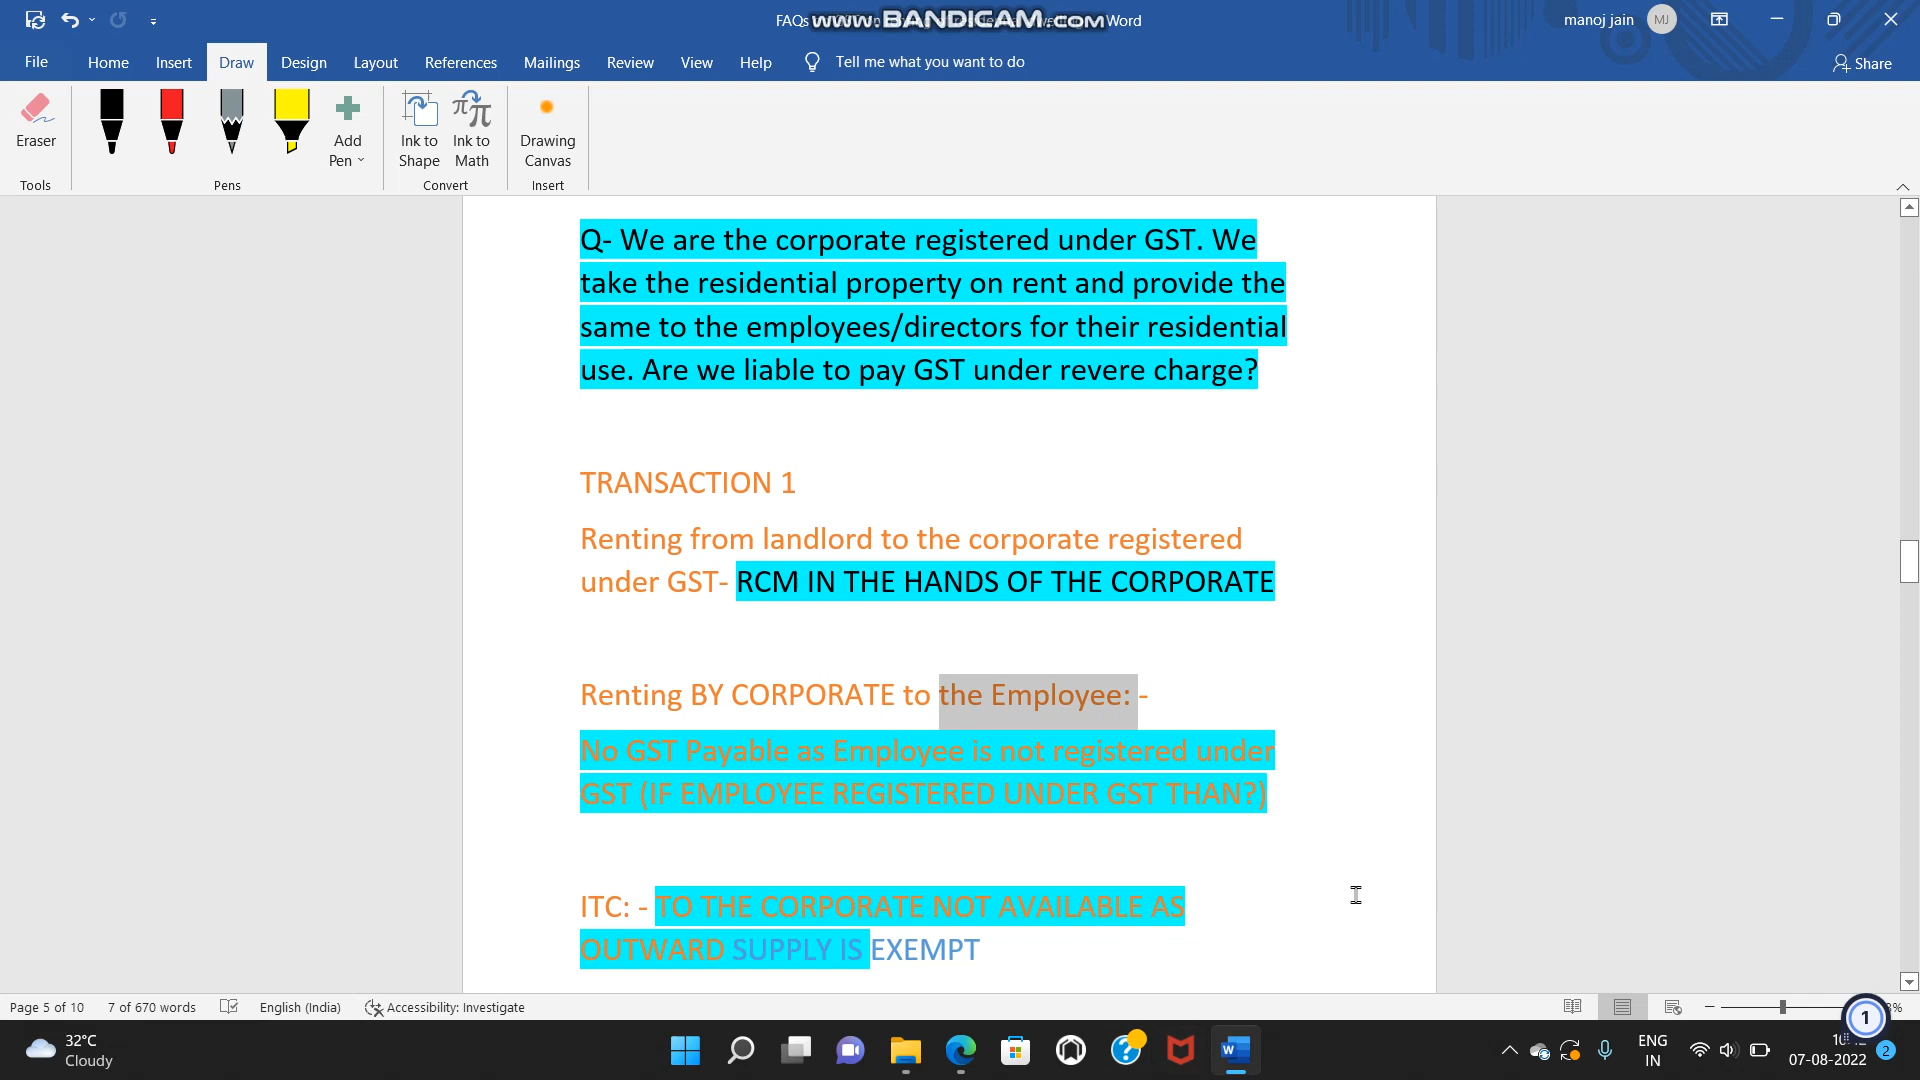 FAQs
www.BANDICAM.com
Word
manoj jain
MJ
File
Home
Insert
Draw
Design
Layout
References
Mailings
Review
View
Help
Tell me what you want to do
Share
Eraser
Add
Pen
Ink to
Shape
Ink to
Math
Drawing
Canvas
Tools
Pens
Convert
Insert
Q- We are the corporate registered under GST. We
take the residential property on rent and provide the
same to the employees/directors for their residential
use. Are we liable to pay GST under revere charge?
TRANSACTION 1
Renting from landlord to the corporate registered
under GST- RCM IN THE HANDS OF THE CORPORATE
Renting BY CORPORATE to the Employee: -
No GST Payable as Employee is not registered under
GST (IF EMPLOYEE REGISTERED UNDER GST THAN?)
ITC: - TO THE CORPORATE NOT AVAILABLE AS
OUTWARD SUPPLY IS EXEMPT
Page 5 of 10
7 of 670 words
English (India)
Accessibility: Investigate
1
32°C
Cloudy
ENG
IN
07-08-2022
2